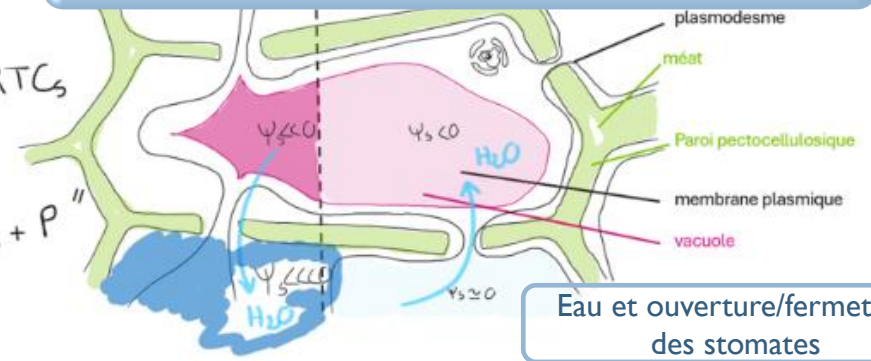 plasmodesme
RTCs
méat
Ψs<<0
Ψs<0
H₂O
Paroi pectocellulosique
membrane plasmique
+ P "
vacuole
Ψs<<<0
H₂O
Ψs≃0
Eau et ouverture/fermet
des stomates